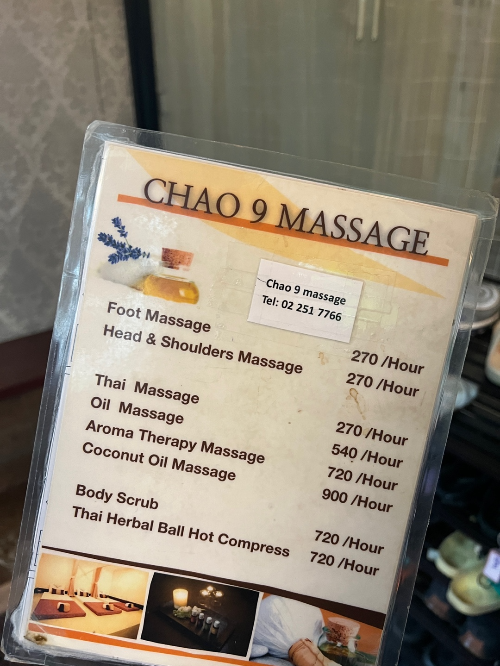 CHAO 9 MASSAGE
Chao 9 massage
Tel: 02 251 7766
Foot Massage 270 /Hour
Head & Shoulders Massage 270 /Hour
Thai Massage 270 /Hour
Oil Massage 540 /Hour
Aroma Therapy Massage 720 /Hour
Coconut Oil Massage 900 /Hour
Body Scrub 720 /Hour
Thai Herbal Ball Hot Compress 720 /Hour